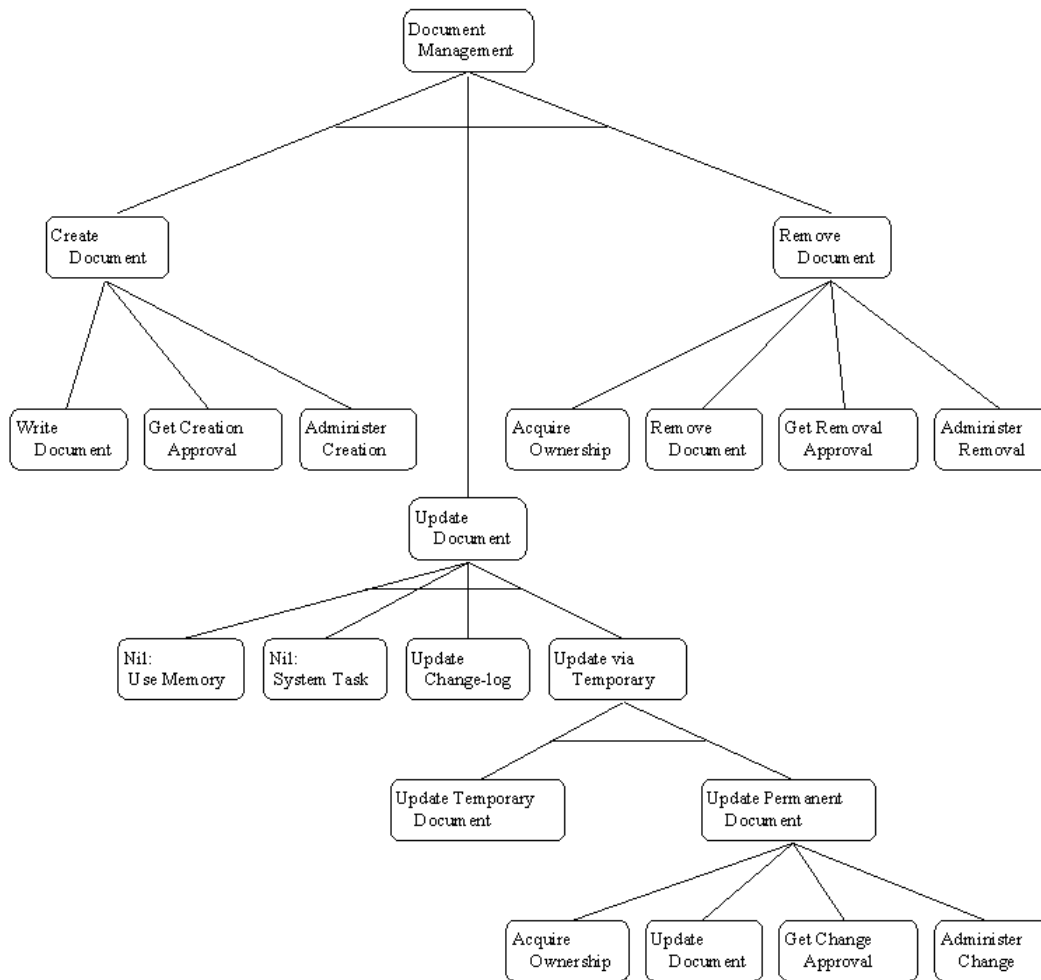 Document
Management
Create
Document
Remove
Document
Write
Document
Get Creation
Approval
Administer
Creation
Acquire
Ownership
Remove
Document
Get Removal
Approval
Administer
Removal
Update
Document
Nil:
Use Memory
Nil:
System Task
Update
Change-log
Update via
Temporary
Update Temporary
Document
Update Permanent
Document
Acquire
Ownership
Update
Document
Get Change
Approval
Administer
Change